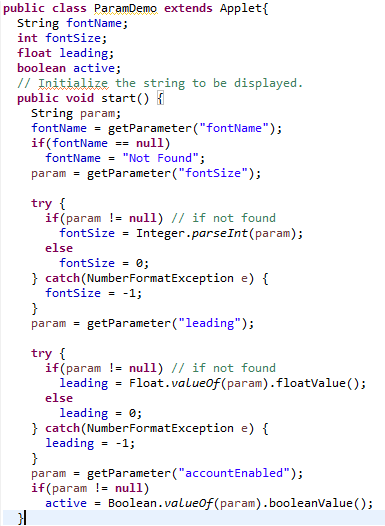 public class ParamDemo extends Applet{
  String fontName;
  int fontSize;
  float leading;
  boolean active;
  // Initialize the string to be displayed.
  public void start() {
    String param;
    fontName = getParameter("fontName");
    if(fontName == null)
      fontName = "Not Found";
    param = getParameter("fontSize");

    try {
      if(param != null) // if not found
        fontSize = Integer.parseInt(param);
      else
        fontSize = 0;
    } catch(NumberFormatException e) {
      fontSize = -1;
    }
    param = getParameter("leading");

    try {
      if(param != null) // if not found
        leading = Float.valueOf(param).floatValue();
      else
        leading = 0;
    } catch(NumberFormatException e) {
      leading = -1;
    }
    param = getParameter("accountEnabled");
    if(param != null)
      active = Boolean.valueOf(param).booleanValue();
  }